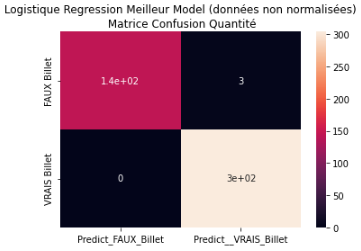 Logistique Regression Meilleur Model (données non normalisées)
Matrice Confusion Quantité
FAUX Billet
1.4e+02
3
VRAIS Billet
0
3e+02
Predict_FAUX_Billet
Predict__VRAIS_Billet
300
250
200
150
100
50
0